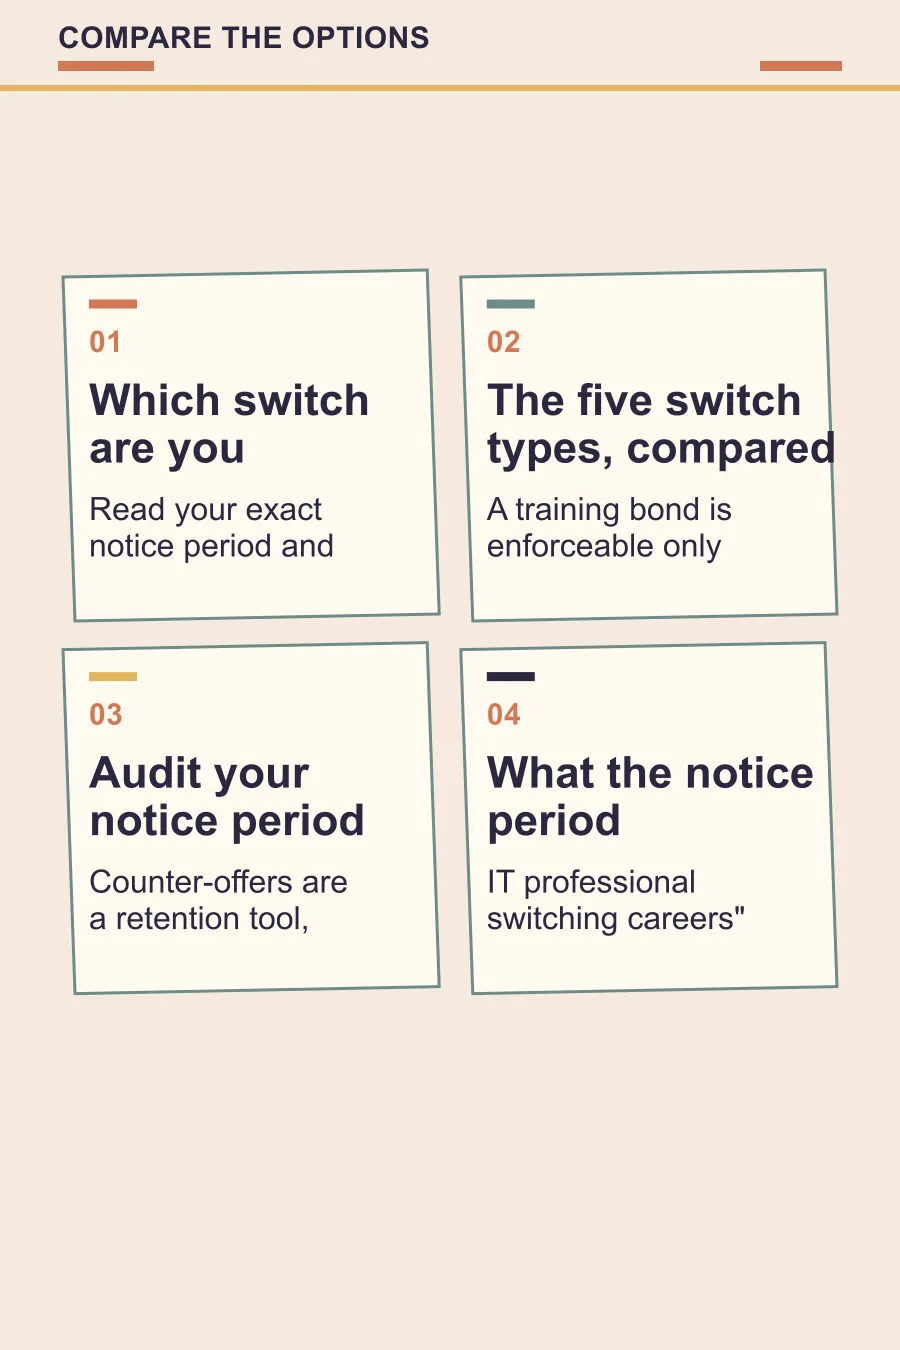 COMPARE THE OPTIONS
01
Which switch
are you
Read your exact
notice period and
02
The five switch
types, compared
A training bond is
enforceable only
03
Audit your
notice period
Counter-offers are
a retention tool,
04
What the notice
period
IT professional
switching careers"